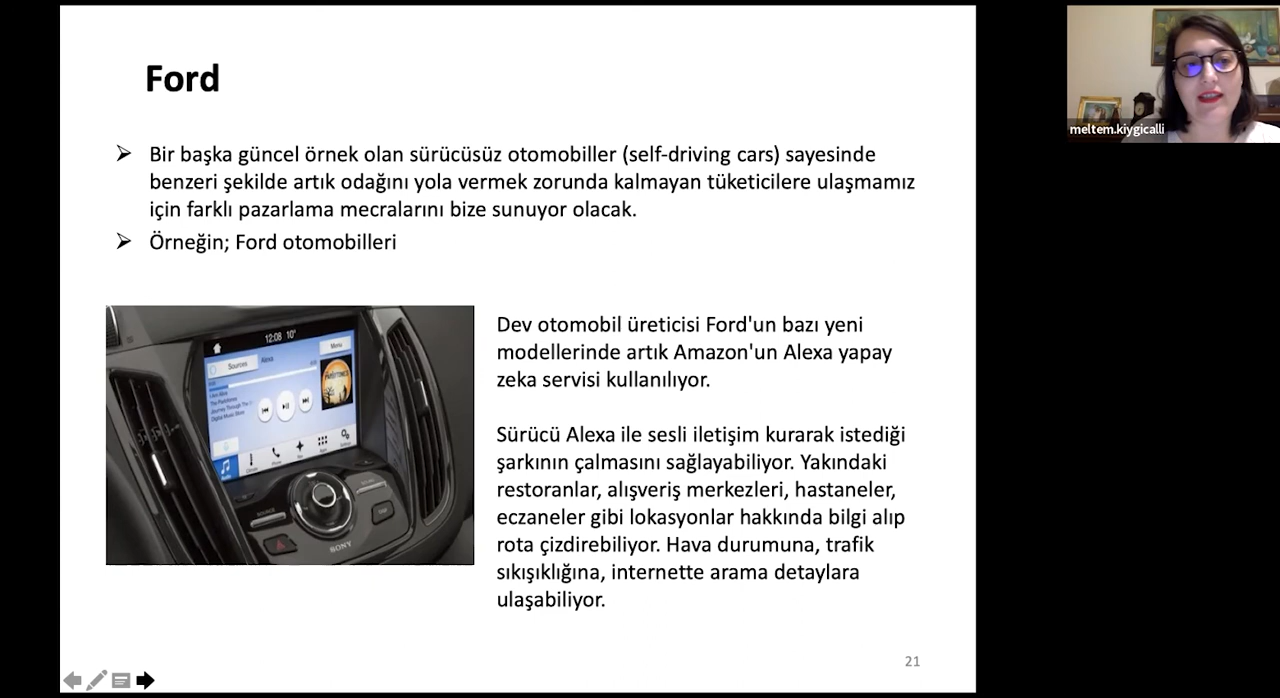 Ford
Bir başka güncel örnek olan sürücüsüz otomobiller (self-driving cars) sayesinde
benzeri şekilde artık odağını yola vermek zorunda kalmayan tüketicilere ulaşmamız
için farklı pazarlama mecralarını bize sunuyor olacak.
Örneğin; Ford otomobilleri
12:08 10°
Menu
Sources
Alexa
SOURCE
SONY
Dev otomobil üreticisi Ford'un bazı yeni
modellerinde artık Amazon'un Alexa yapay
zeka servisi kullanılıyor.
Sürücü Alexa ile sesli iletişim kurarak istediği
şarkının çalmasını sağlayabiliyor. Yakındaki
restoranlar, alışveriş merkezleri, hastaneler,
eczaneler gibi lokasyonlar hakkında bilgi alıp
rota çizdirebiliyor. Hava durumuna, trafik
sıkışıklığına, internette arama detaylara
ulaşabiliyor.
21
meltem.kiygicalli